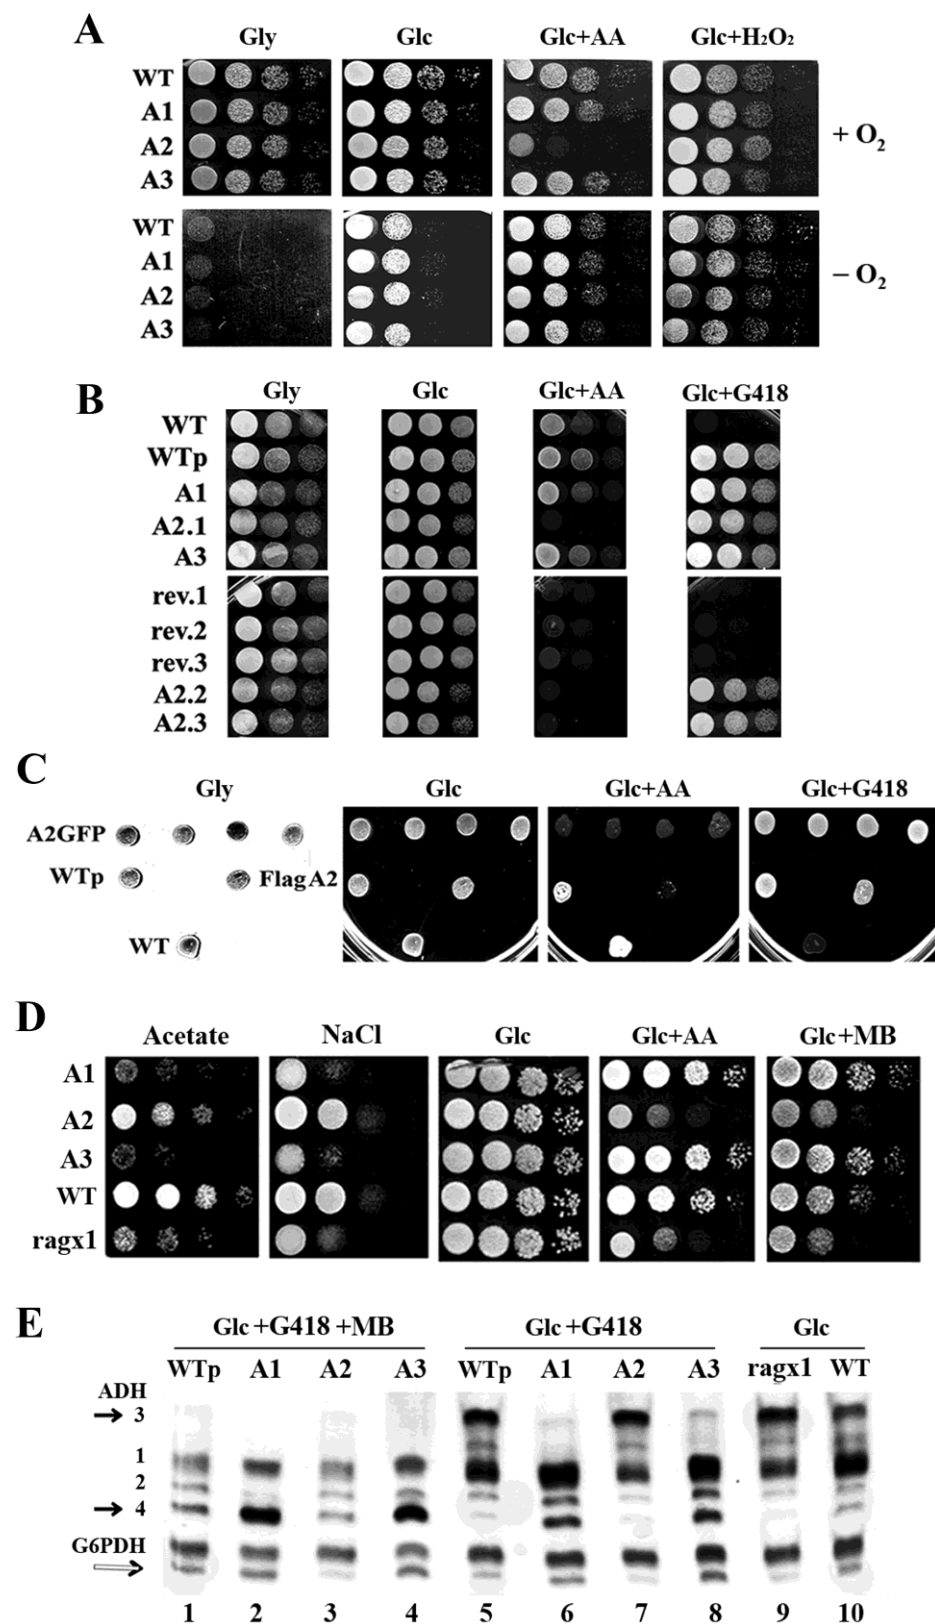 A
Gly Glc Glc+AA Glc+H₂O₂
WT
A1
A2
A3
+ O₂
WT
A1
A2
A3
− O₂
B
Gly Glc Glc+AA Glc+G418
WT
WTp
A1
A2.1
A3
rev.1
rev.2
rev.3
A2.2
A2.3
C
Gly Glc Glc+AA Glc+G418
A2GFP
WTp FlagA2
WT
D
Acetate NaCl Glc Glc+AA Glc+MB
A1
A2
A3
WT
ragx1
E
Glc+G418+MB Glc+G418 Glc
WTp A1 A2 A3 WTp A1 A2 A3 ragx1 WT
ADH
3
1
2
4
G6PDH
1 2 3 4 5 6 7 8 9 10